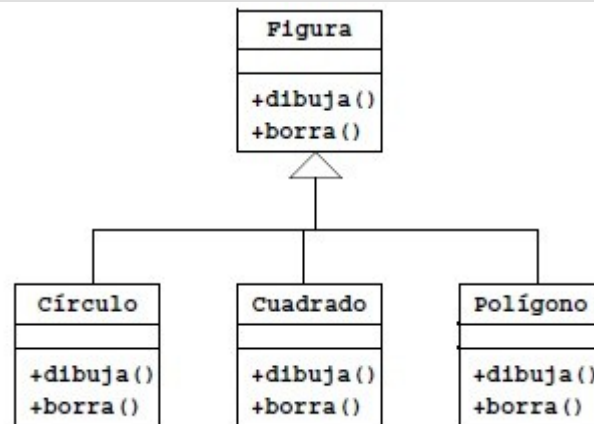 Figura
+dibuja()
+borra()
Círculo
+dibuja()
+borra()
Cuadrado
+dibuja()
+borra()
Polígono
+dibuja()
+borra()